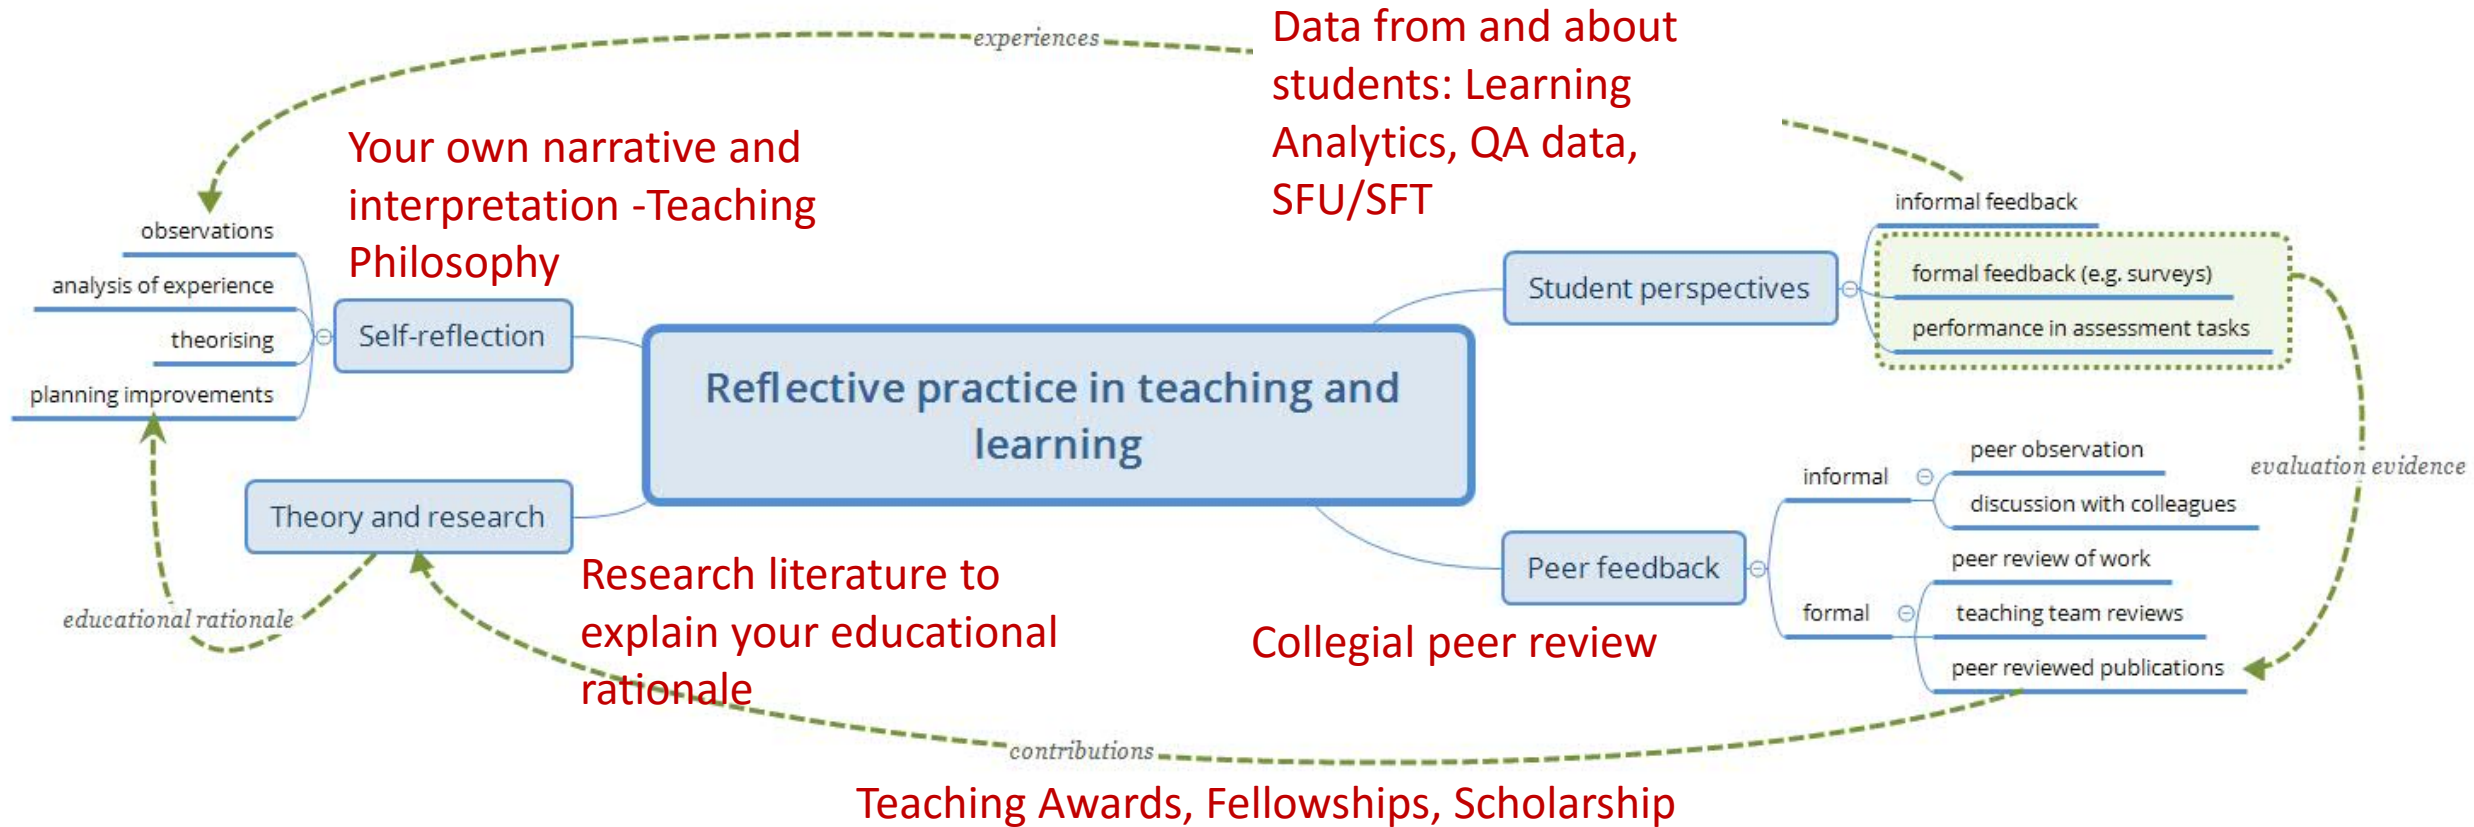 experiences
Data from and about
students: Learning
Analytics, QA data,
SFU/SFT
Your own narrative and
interpretation -Teaching
Philosophy
observations
analysis of experience
theorising
planning improvements
Self-reflection
Reflective practice in teaching and
learning
Student perspectives
informal feedback
formal feedback (e.g. surveys)
performance in assessment tasks
evaluation evidence
Theory and research
educational rationale
Research literature to
explain your educational
rationale
Peer feedback
informal
peer observation
discussion with colleagues
formal
peer review of work
teaching team reviews
peer reviewed publications
Collegial peer review
contributions
Teaching Awards, Fellowships, Scholarship